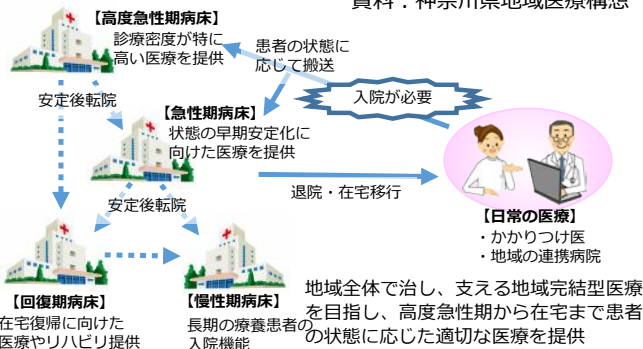 資料：神奈川県地域医療構想
【高度急性期病床】
診療密度が特に
高い医療を提供
患者の状態に
応じて搬送
入院が必要
安定後転院
【急性期病床】
状態の早期安定化に
向けた医療を提供
退院・在宅移行
安定後転院
【日常の医療】
・かかりつけ医
・地域の連携病院
【回復期病床】
在宅復帰に向けた
医療やリハビリ提供
【慢性期病床】
長期の療養患者の
入院機能
地域全体で治し、支える地域完結型医療
を目指し、高度急性期から在宅まで患者
の状態に応じた適切な医療を提供